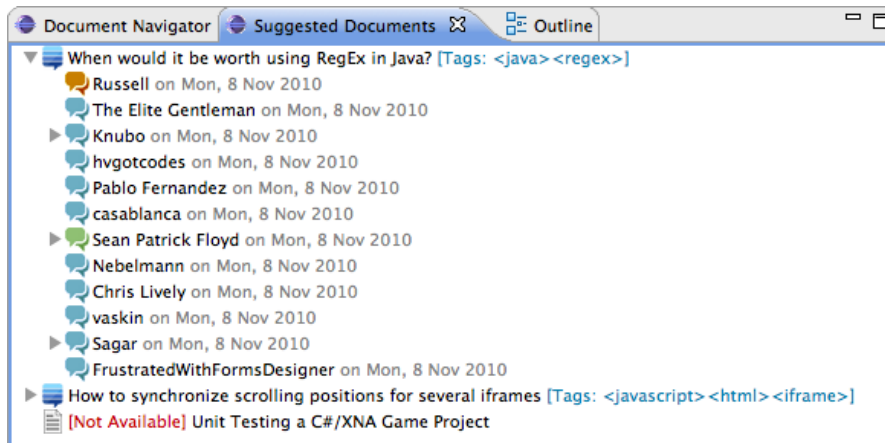 Document Navigator Suggested Documents Outline
When would it be worth using RegEx in Java? [Tags: <java><regex>]
Russell on Mon, 8 Nov 2010
The Elite Gentleman on Mon, 8 Nov 2010
Knubo on Mon, 8 Nov 2010
hvgotcodes on Mon, 8 Nov 2010
Pablo Fernandez on Mon, 8 Nov 2010
casablanca on Mon, 8 Nov 2010
Sean Patrick Floyd on Mon, 8 Nov 2010
Nebelmann on Mon, 8 Nov 2010
Chris Lively on Mon, 8 Nov 2010
vaskin on Mon, 8 Nov 2010
Sagar on Mon, 8 Nov 2010
FrustratedWithFormsDesigner on Mon, 8 Nov 2010
How to synchronize scrolling positions for several iframes [Tags: <javascript><html><iframe>]
[Not Available] Unit Testing a C#/XNA Game Project